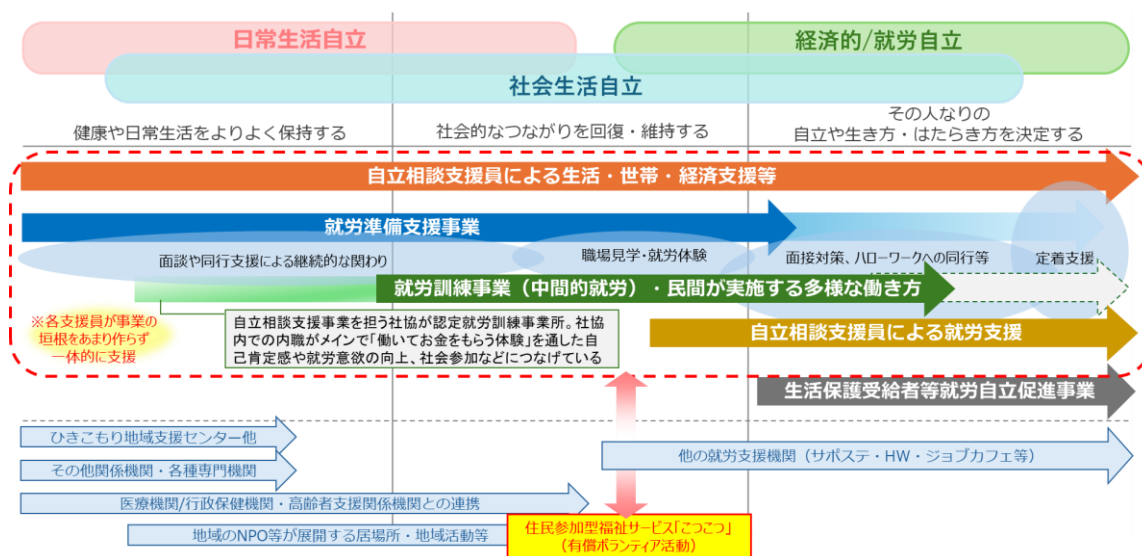 日常生活自立
経済的/就労自立
社会生活自立
健康や日常生活をよりよく保持する
社会的なつながりを回復・維持する
その人なりの
自立や生き方・はたらき方を決定する
自立相談支援員による生活・世帯・経済支援等
就労準備支援事業
面談や同行支援による継続的な関わり
職場見学・就労体験
面接対策、ハローワークへの同行等
定着支援
就労訓練事業（中間的就労）・民間が実施する多様な働き方
※各支援員が事業の
垣根をあまり作らず
一体的に支援
自立相談支援事業を担う社協が認定就労訓練事業所。社協
内での内職がメインで「働いてお金をもらう体験」を通した自
己肯定感や就労意欲の向上、社会参加などにつなげている
自立相談支援員による就労支援
生活保護受給者等就労自立促進事業
ひきこもり地域支援センター他
その他関係機関・各種専門機関
他の就労支援機関（サポステ・HW・ジョブカフェ等）
医療機関/行政保健機関・高齢者支援関係機関との連携
地域のNPO等が展開する居場所・地域活動等
住民参加型福祉サービス「こつこつ」
（有償ボランティア活動）